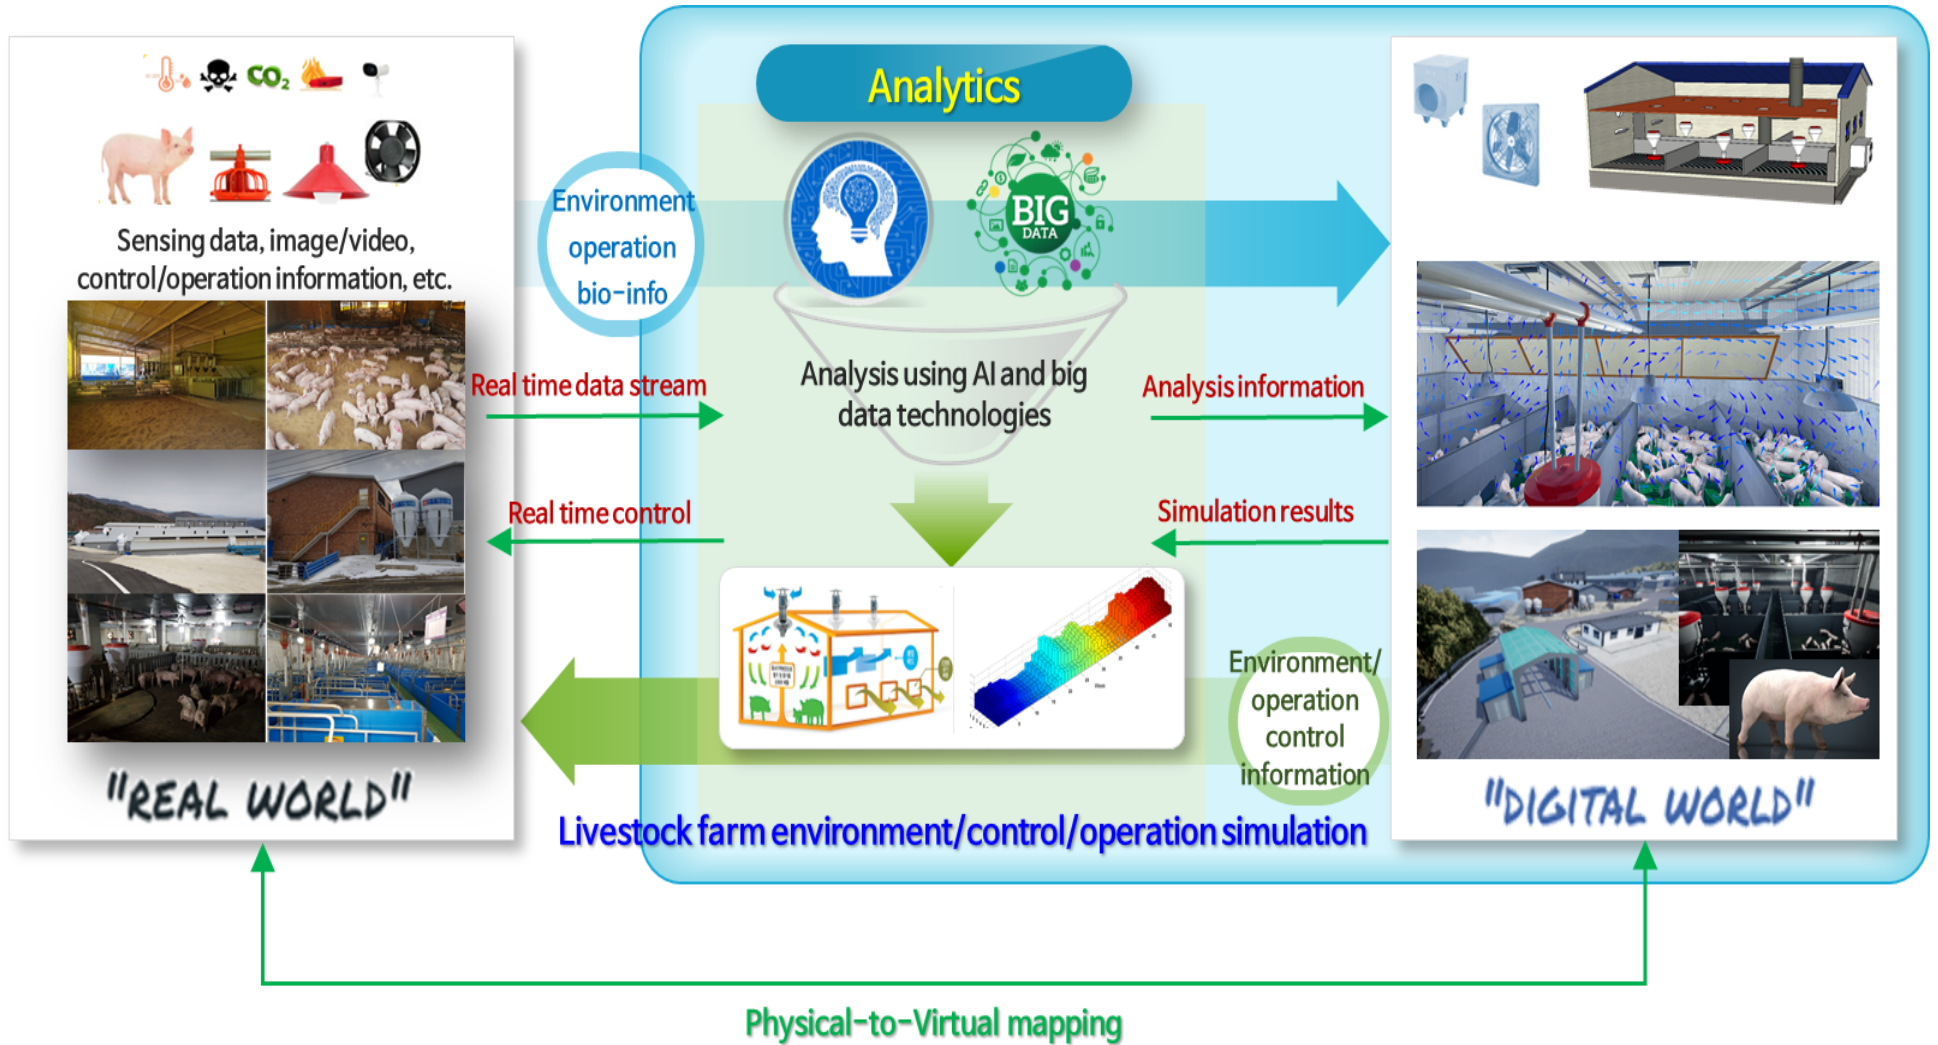 Analytics
CO2
BIG
DATA
Sensing data, image/video,
control/operation information, etc.
Environment
operation
bio-info
Analysis using AI and big
data technologies
Real time data stream
Analysis information
Real time control
Simulation results
Environment/
operation
control
information
"REAL WORLD"
"DIGITAL WORLD"
Livestock farm environment/control/operation simulation
Physical-to-Virtual mapping